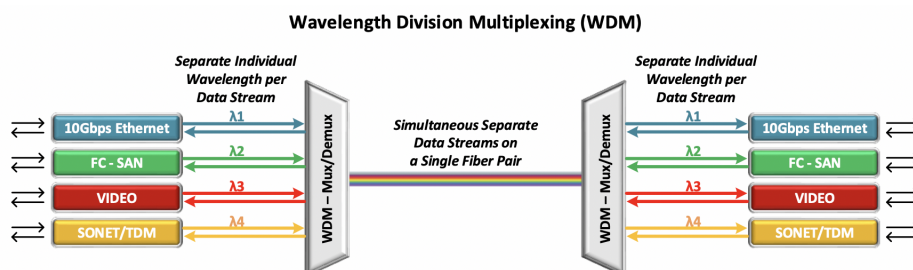 Wavelength Division Multiplexing (WDM)
Separate Individual
Wavelength per
Data Stream
Separate Individual
Wavelength per
Data Stream
10Gbps Ethernet
λ1
FC - SAN
λ2
VIDEO
λ3
SONET/TDM
λ4
WDM – Mux/Demux
Simultaneous Separate
Data Streams on
a Single Fiber Pair
WDM – Mux/Demux
λ1
10Gbps Ethernet
λ2
FC - SAN
λ3
VIDEO
λ4
SONET/TDM